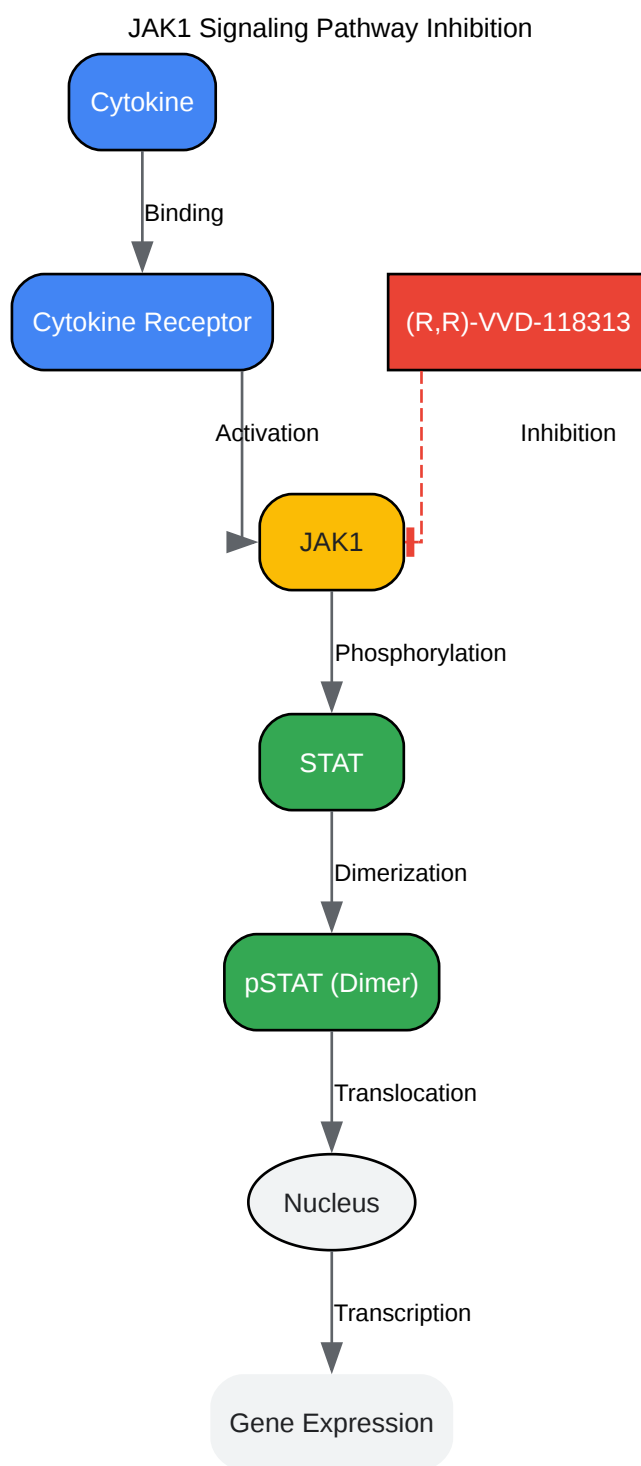 JAK1 Signaling Pathway Inhibition
Cytokine
Binding
Cytokine Receptor
(R,R)-VVD-118313
Activation
Inhibition
JAK1
Phosphorylation
STAT
Dimerization
pSTAT (Dimer)
Translocation
Nucleus
Transcription
Gene Expression